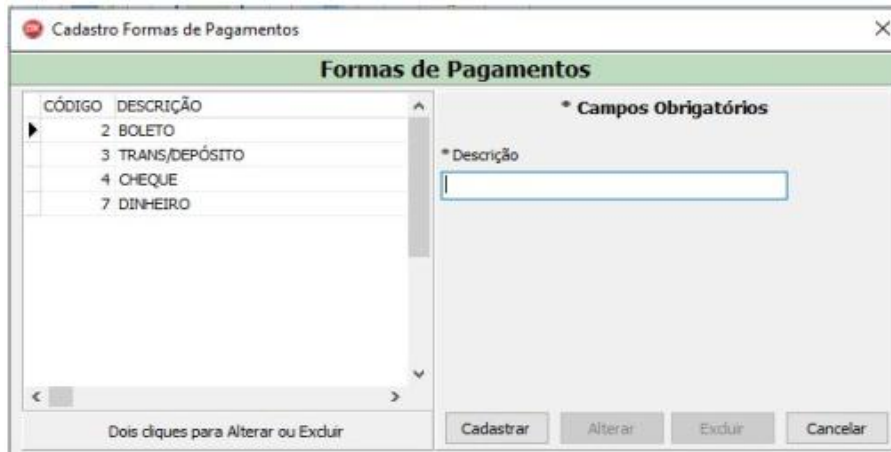 Cadastro Formas de Pagamentos
Formas de Pagamentos
CÓDIGO DESCRIÇÃO
2 BOLETO
3 TRANS/DEPÓSITO
4 CHEQUE
7 DINHEIRO
Dois cliques para Alterar ou Excluir
* Campos Obrigatórios
* Descrição
Cadastrar Alterar Excluir Cancelar